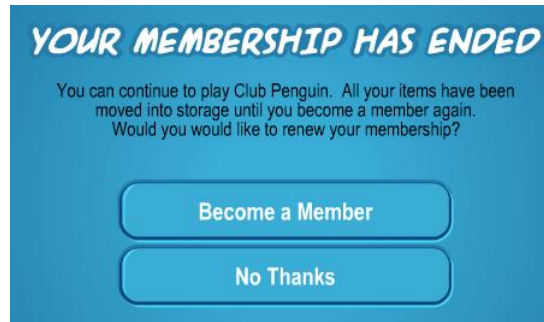 YOUR MEMBERSHIP HAS ENDED
You can continue to play Club Penguin. All your items have been
moved into storage until you become a member again.
Would you would like to renew your membership?
Become a Member
No Thanks